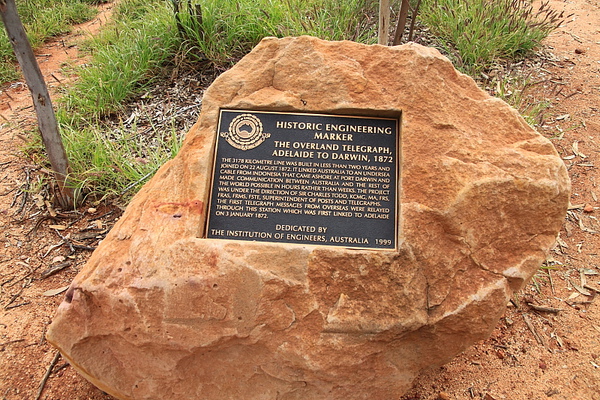 HISTORIC ENGINEERING
MARKER
THE OVERLAND TELEGRAPH,
ADELAIDE TO DARWIN, 1872
THE 3178 KILOMETRE LINE WAS BUILT IN LESS THAN TWO YEARS AND
JOINED ON 22 AUGUST 1872: IT LINKED AUSTRALIA TO AN UNDERSEA
CABLE FROM INDONESIA THAT CAME ASHORE AT PORT DARWIN AND
MADE COMMUNICATION BETWEEN AUSTRALIA AND THE REST OF
THE WORLD POSSIBLE IN HOURS RATHER THAN WEEKS. THE PROJECT
WAS UNDER THE DIRECTION OF SIR CHARLES TODD, KCMG, MA, FRS,
FRAS, FRMS, FSTE, SUPERINTENDENT OF POSTS AND TELEGRAPHS.
THE FIRST TELEGRAPH MESSAGES FROM OVERSEAS WERE RELAYED
THROUGH THIS STATION WHICH WAS FIRST LINKED TO ADELAIDE
ON 3 JANUARY 1872.
DEDICATED BY
THE INSTITUTION OF ENGINEERS, AUSTRALIA 1999